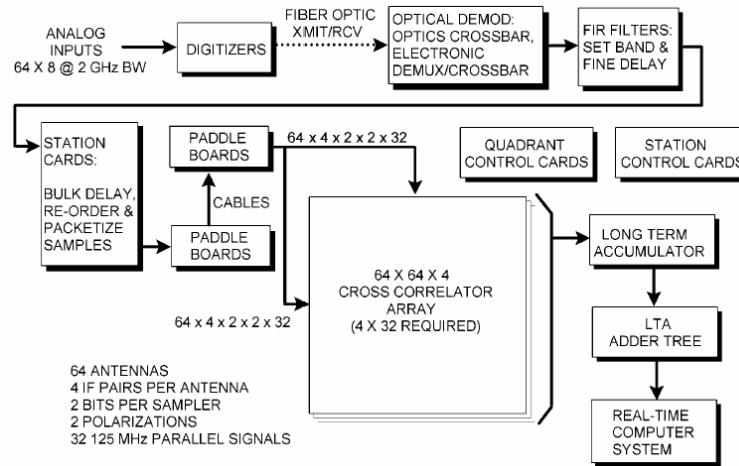 ANALOG
INPUTS
64 X 8 @ 2 GHz BW
DIGITIZERS
FIBER OPTIC
XMIT/RCV
OPTICAL DEMOD:
OPTICS CROSSBAR,
ELECTRONIC
DEMUX/CROSSBAR
FIR FILTERS:
SET BAND &
FINE DELAY
STATION
CARDS:
BULK DELAY,
RE-ORDER &
PACKETIZE
SAMPLES
PADDLE
BOARDS
CABLES
PADDLE
BOARDS
64 x 4 x 2 x 2 x 32
QUADRANT
CONTROL CARDS
STATION
CONTROL CARDS
64 x 4 x 2 x 2 x 32
64 X 64 X 4
CROSS CORRELATOR
ARRAY
(4 X 32 REQUIRED)
LONG TERM
ACCUMULATOR
LTA
ADDER TREE
REAL-TIME
COMPUTER
SYSTEM
64 ANTENNAS
4 IF PAIRS PER ANTENNA
2 BITS PER SAMPLER
2 POLARIZATIONS
32 125 MHz PARALLEL SIGNALS